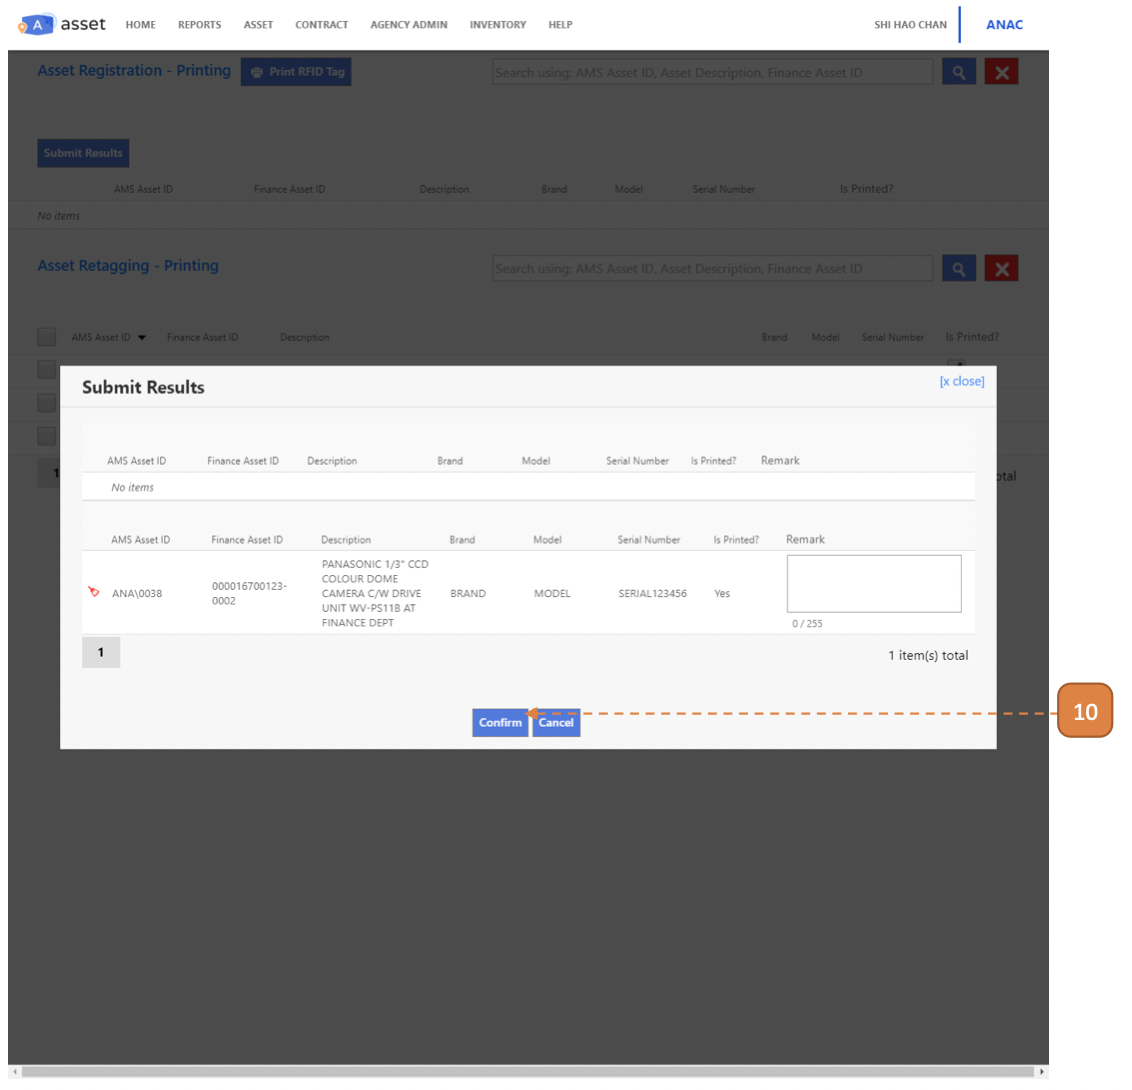 A asset HOME REPORTS ASSET CONTRACT AGENCY ADMIN INVENTORY HELP SHI HAO CHAN ANAC
Asset Registration - Printing Print RFID Tag Search using: AMS Asset ID, Asset Description, Finance Asset ID
Submit Results
AMS Asset ID Finance Asset ID Description Brand Model Serial Number Is Printed?
No items
Asset Retagging - Printing Search using: AMS Asset ID, Asset Description, Finance Asset ID
AMS Asset ID Finance Asset ID Description Brand Model Serial Number Is Printed?
Submit Results [x close]
AMS Asset ID Finance Asset ID Description Brand Model Serial Number Is Printed? Remark
No items
AMS Asset ID Finance Asset ID Description Brand Model Serial Number Is Printed? Remark
PANASONIC 1/3" CCD
COLOUR DOME
ANA\0038 000016700123- CAMERA C/W DRIVE BRAND MODEL SERIAL123456 Yes
0002 UNIT WV-PS11B AT
FINANCE DEPT 0 / 255
1 1 item(s) total
Confirm Cancel
10
1